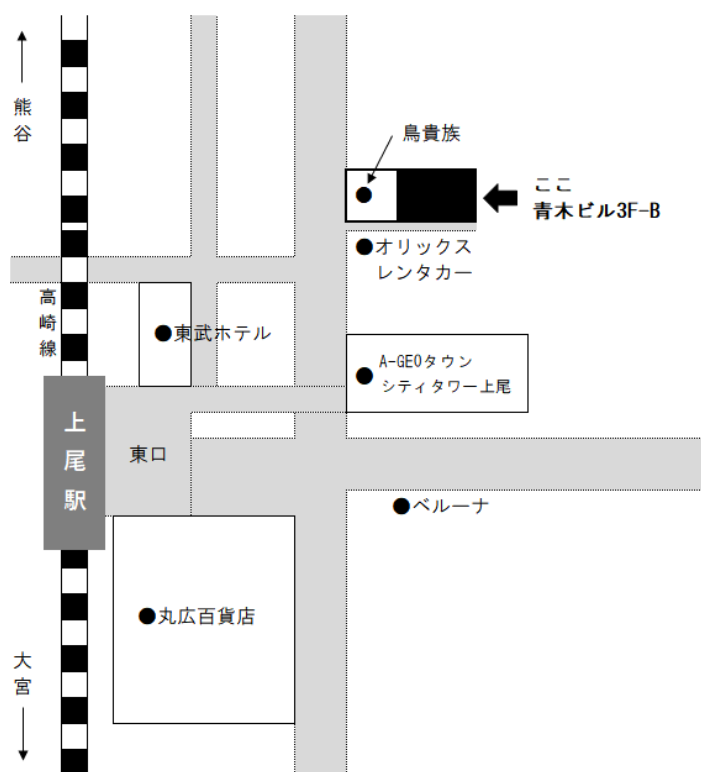 熊谷
鳥貴族
ここ
青木ビル3F-B
●オリックス
レンタカー
高崎線
●東武ホテル
A-GEOタウン
シティタワー上尾
上尾駅
東口
●ベルーナ
●丸広百貨店
大宮